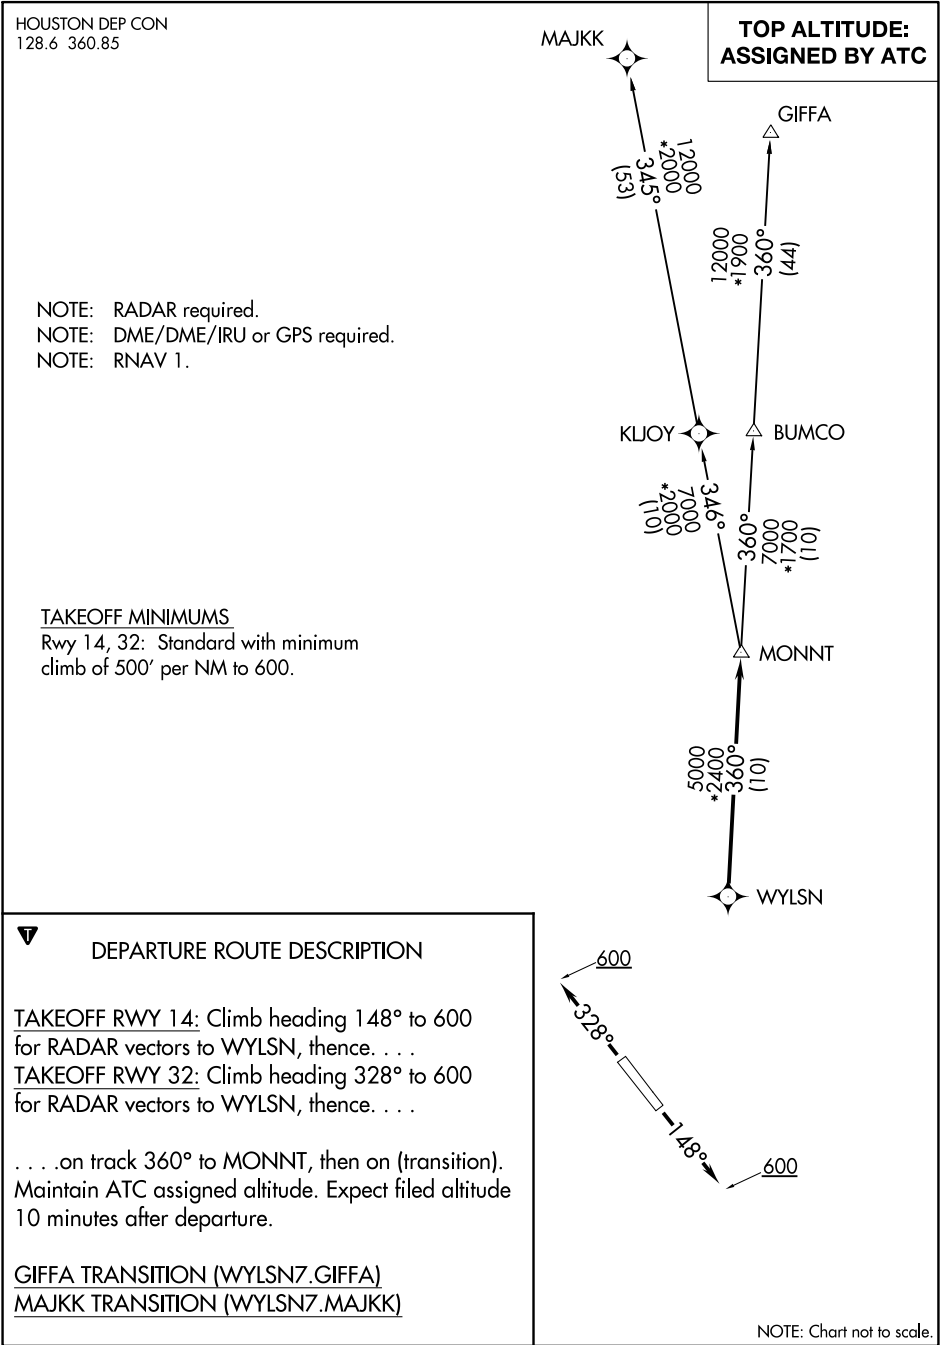 HOUSTON DEP CON
128.6 360.85
TOP ALTITUDE:
ASSIGNED BY ATC
MAJKK
GIFFA
12000
*2000
345°
(53)
12000
*1900
360°
(44)
NOTE: RADAR required.
NOTE: DME/DME/IRU or GPS required.
NOTE: RNAV 1.
KLJOY
BUMCO
346°
7000
*2000
(10)
360°
7000
*1700
(10)
TAKEOFF MINIMUMS
Rwy 14, 32: Standard with minimum
climb of 500' per NM to 600.
MONNT
5000
*2400
360°
(10)
WYLSN
T
DEPARTURE ROUTE DESCRIPTION
TAKEOFF RWY 14: Climb heading 148° to 600
for RADAR vectors to WYLSN, thence. . . .
TAKEOFF RWY 32: Climb heading 328° to 600
for RADAR vectors to WYLSN, thence. . . .
. . . .on track 360° to MONNT, then on (transition).
Maintain ATC assigned altitude. Expect filed altitude
10 minutes after departure.
GIFFA TRANSITION (WYLSN7.GIFFA)
MAJKK TRANSITION (WYLSN7.MAJKK)
600
328°
148°
600
NOTE: Chart not to scale.